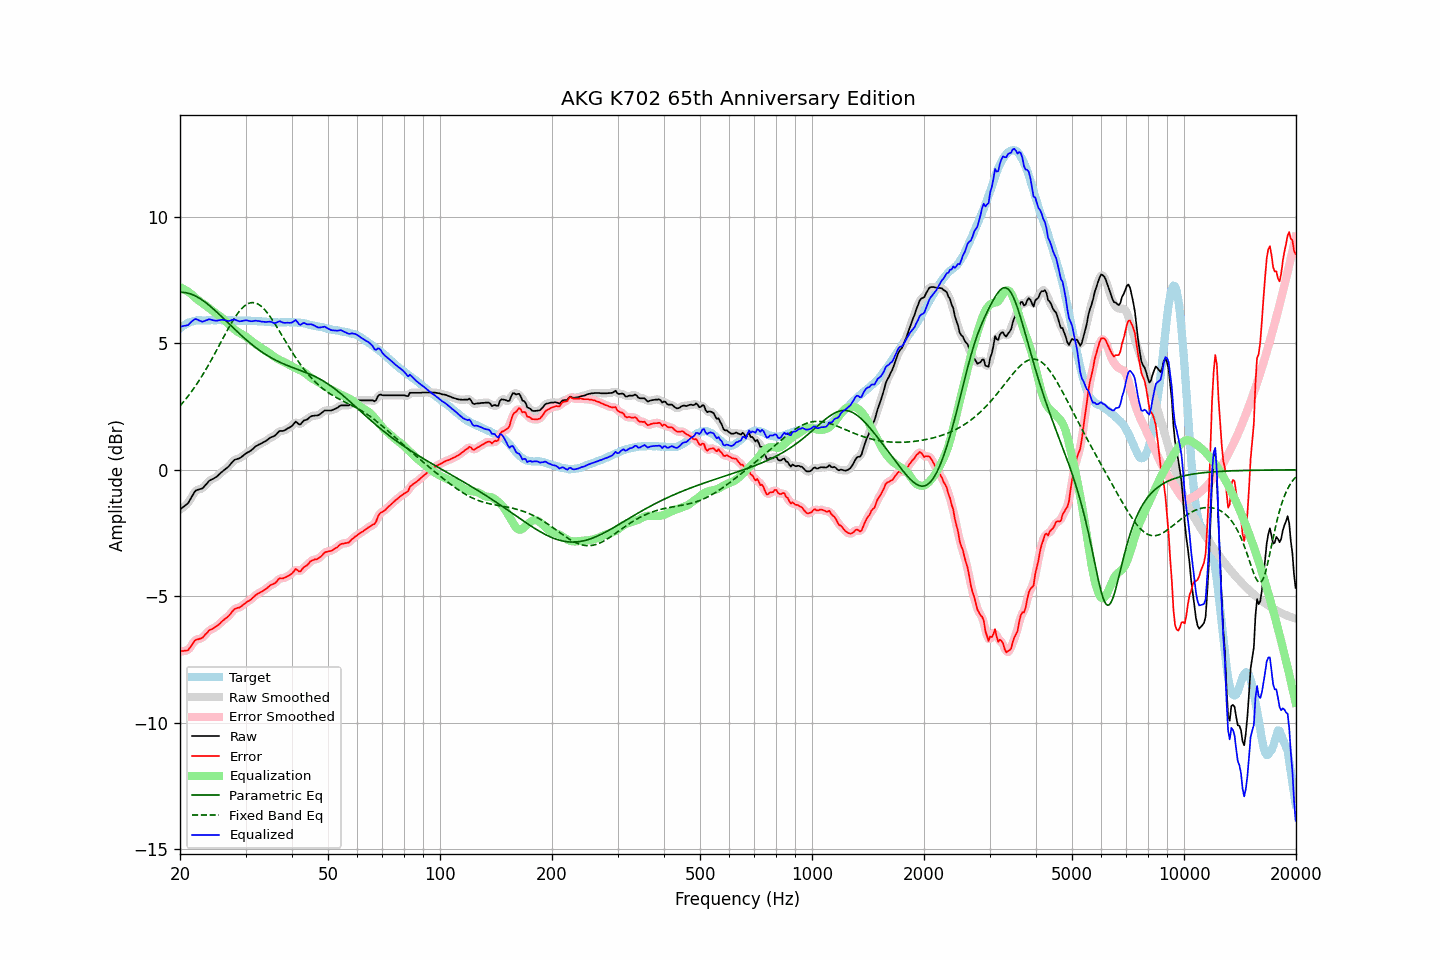 AKG K702 65th Anniversary Edition
Amplitude (dBr)
10
5
0
−5
−10
−15
Target
Raw Smoothed
Error Smoothed
Raw
Error
Equalization
Parametric Eq
Fixed Band Eq
Equalized
20 50 100 200 500 1000 2000 5000 10000 20000
Frequency (Hz)